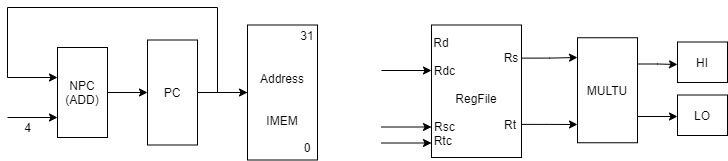 31
NPC
(ADD)
PC
Address
IMEM
0
4
Rd
Rdc
RegFile
Rsc
Rtc
Rs
Rt
MULTU
HI
LO